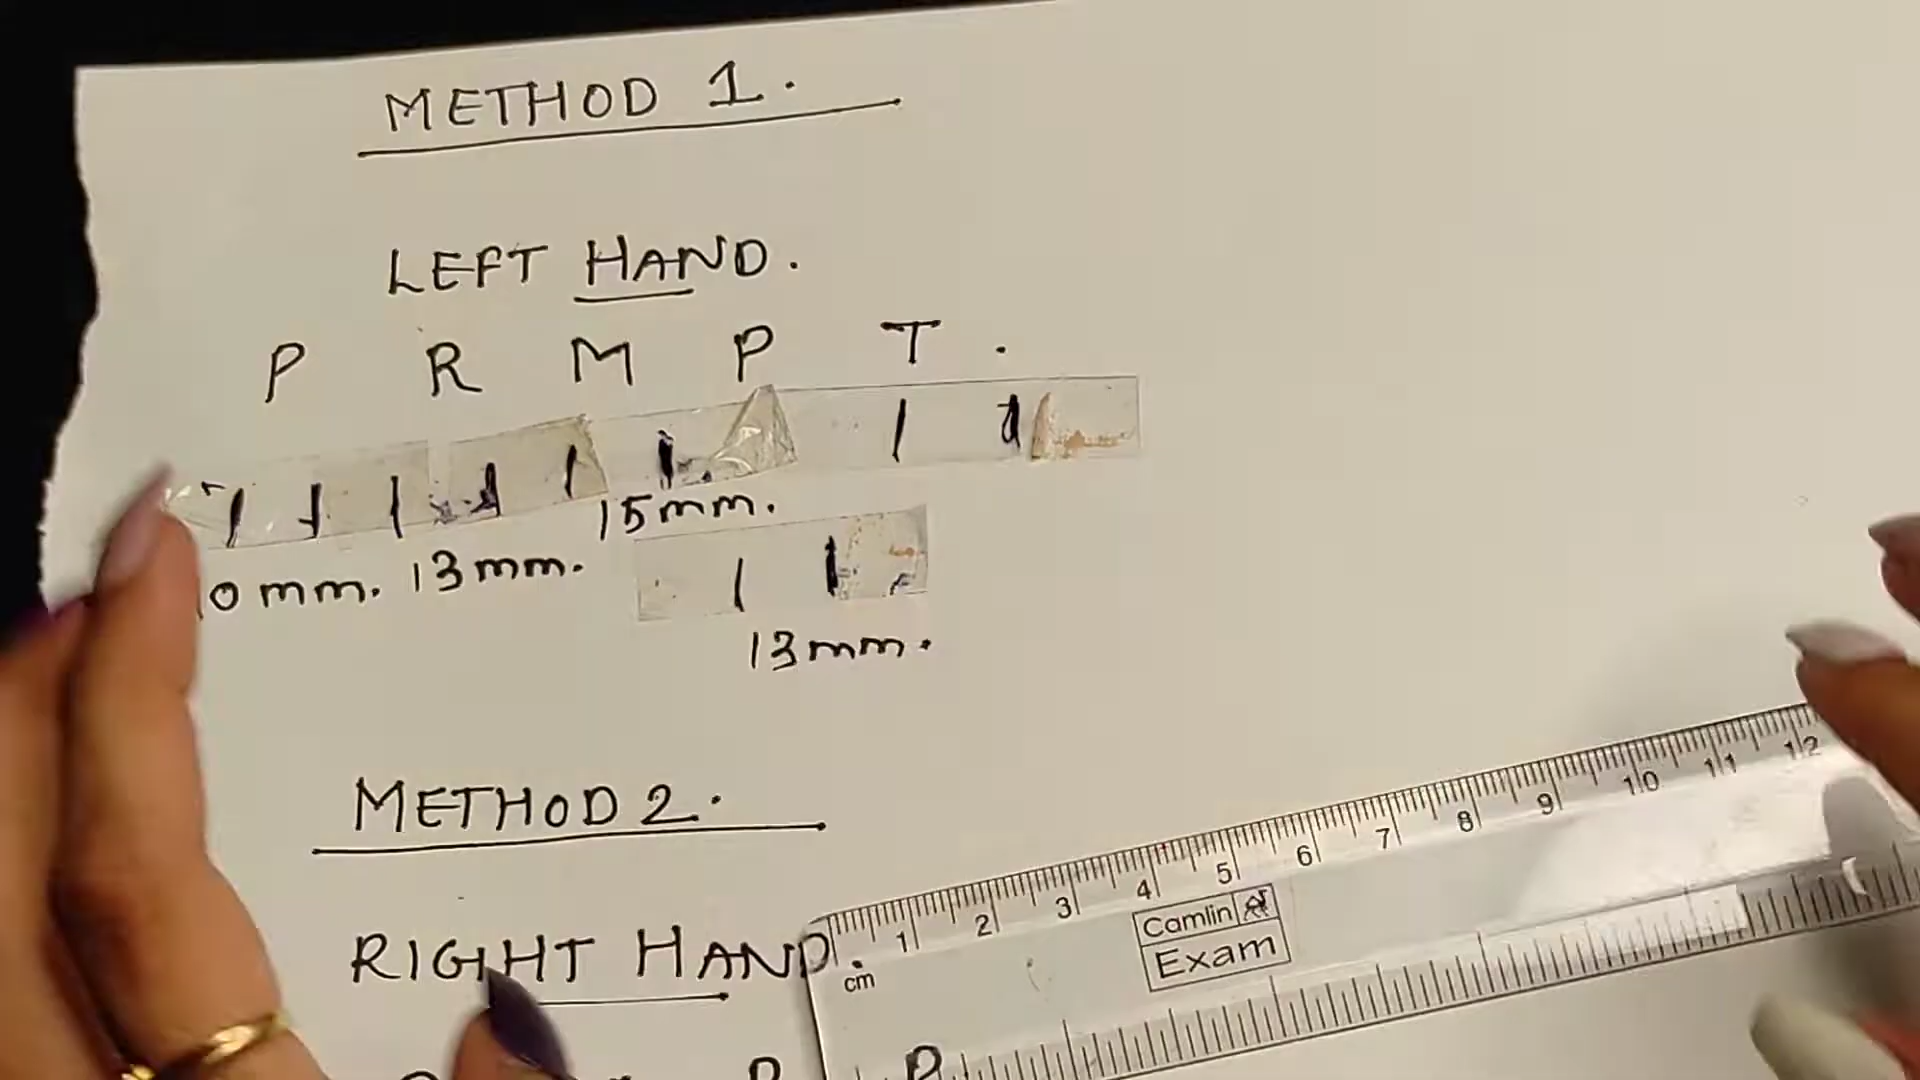 METHOD 1.
LEFT HAND.
P R M P T.
15mm.
0mm. 13mm.
13mm.
METHOD 2.
RIGHT HAND.
1 2 3 4 5 6 7 8 9 10 11 12
cm
Camlin
Exam
P P